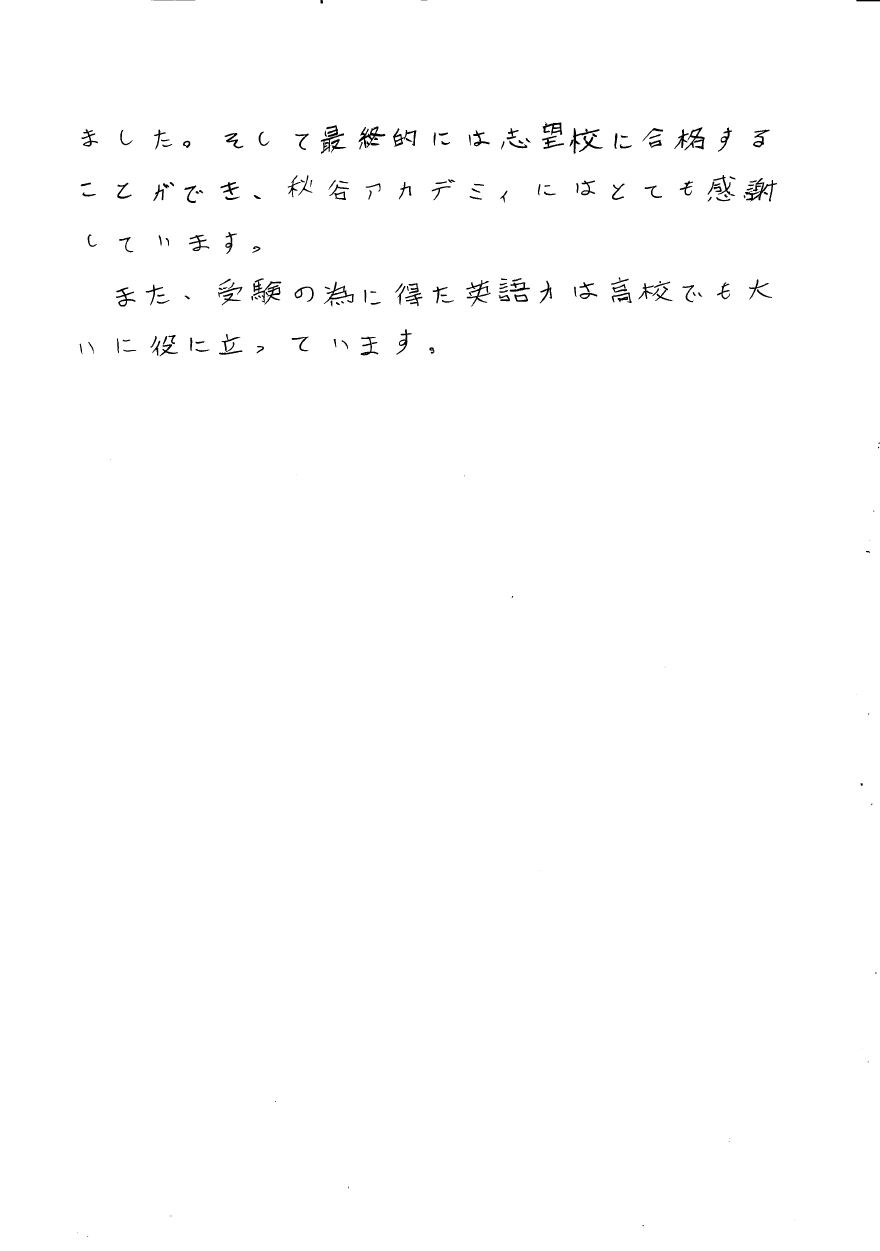 ました。そして最終的には志望校に合格する
ことができ、秋谷アカデミィにはとても感謝
しています。
また、受験の為に得た英語力は高校でも大
いに役に立っています。